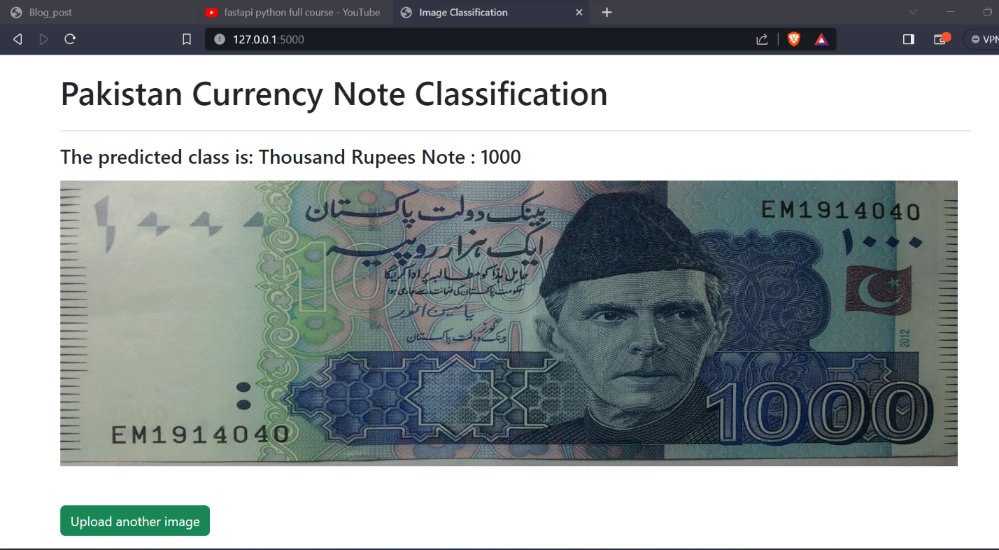 Blog_post
fastapi python full course - YouTube
Image Classification
127.0.0.1:5000
VPN
Pakistan Currency Note Classification
The predicted class is: Thousand Rupees Note : 1000
۱۰۰۰
بینک دولت پاکستان
EM1914040
ایک ہزار روپیہ
۱۰۰۰
حامل ہٰذا کو مطالبہ پر ادا کریگا
حکومت پاکستان کی ضمانت سے جاری ہوا
یاسین انور
گورنر
بینک دولت پاکستان
2012
1000
1000
EM1914040
Upload another image